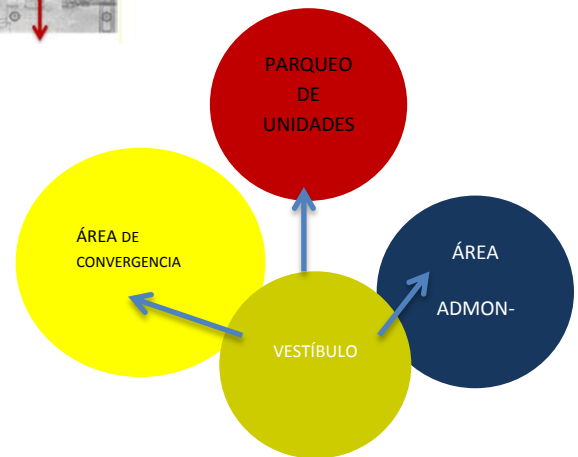 PARQUEO
DE
UNIDADES
ÁREA DE
CONVERGENCIA
ÁREA
ADMON-
VESTÍBULO